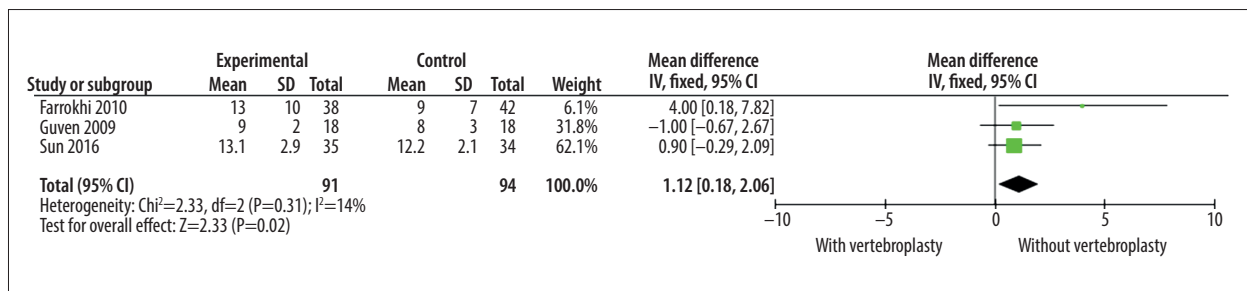 Experimental Control Mean difference Mean difference
Study or subgroup Mean SD Total Mean SD Total Weight IV, fixed, 95% CI IV, fixed, 95% CI
Farrokhi 2010 13 10 38 9 7 42 6.1% 4.00 [0.18, 7.82]
Guven 2009 9 2 18 8 3 18 31.8% −1.00 [−0.67, 2.67]
Sun 2016 13.1 2.9 35 12.2 2.1 34 62.1% 0.90 [−0.29, 2.09]
Total (95% CI) 91 94 100.0% 1.12 [0.18, 2.06]
Heterogeneity: Chi²=2.33, df=2 (P=0.31); I²=14%
Test for overall effect: Z=2.33 (P=0.02)
−10 −5 0 5 10
With vertebroplasty Without vertebroplasty